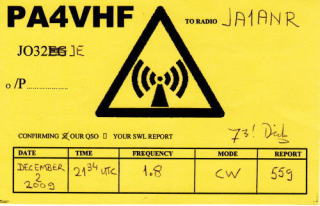 PA4VHF TO RADIO JA1ANR
JO32EG JE
o /P................
CONFIRMING ☒ OUR QSO ☐ YOUR SWL REPORT 73! Dick
DATE TIME FREQUENCY MODE REPORT
DECEMBER 2 2009 21 34 UTC 1.8 CW 559